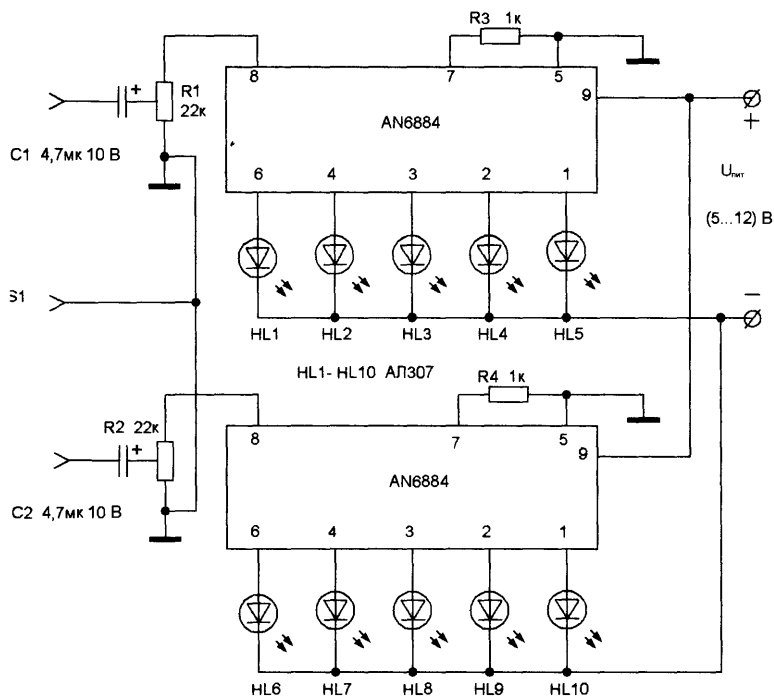 R3 1к
8
7
5
9
+
R1
22к
AN6884
+
C1 4,7мк 10 В
Uпит
6
4
3
2
1
(5...12) В
S1
–
HL1
HL2
HL3
HL4
HL5
HL1- HL10 АЛ307
R4 1к
R2 22к
8
7
5
9
+
AN6884
C2 4,7мк 10 В
6
4
3
2
1
HL6
HL7
HL8
HL9
HL10